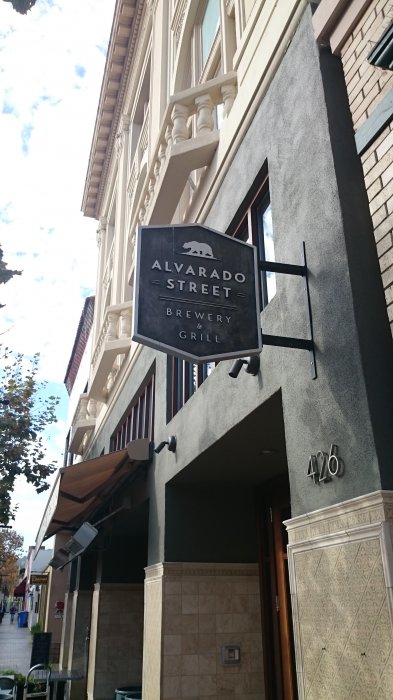 ALVARADO
STREET
BREWERY
&
GRILL
426